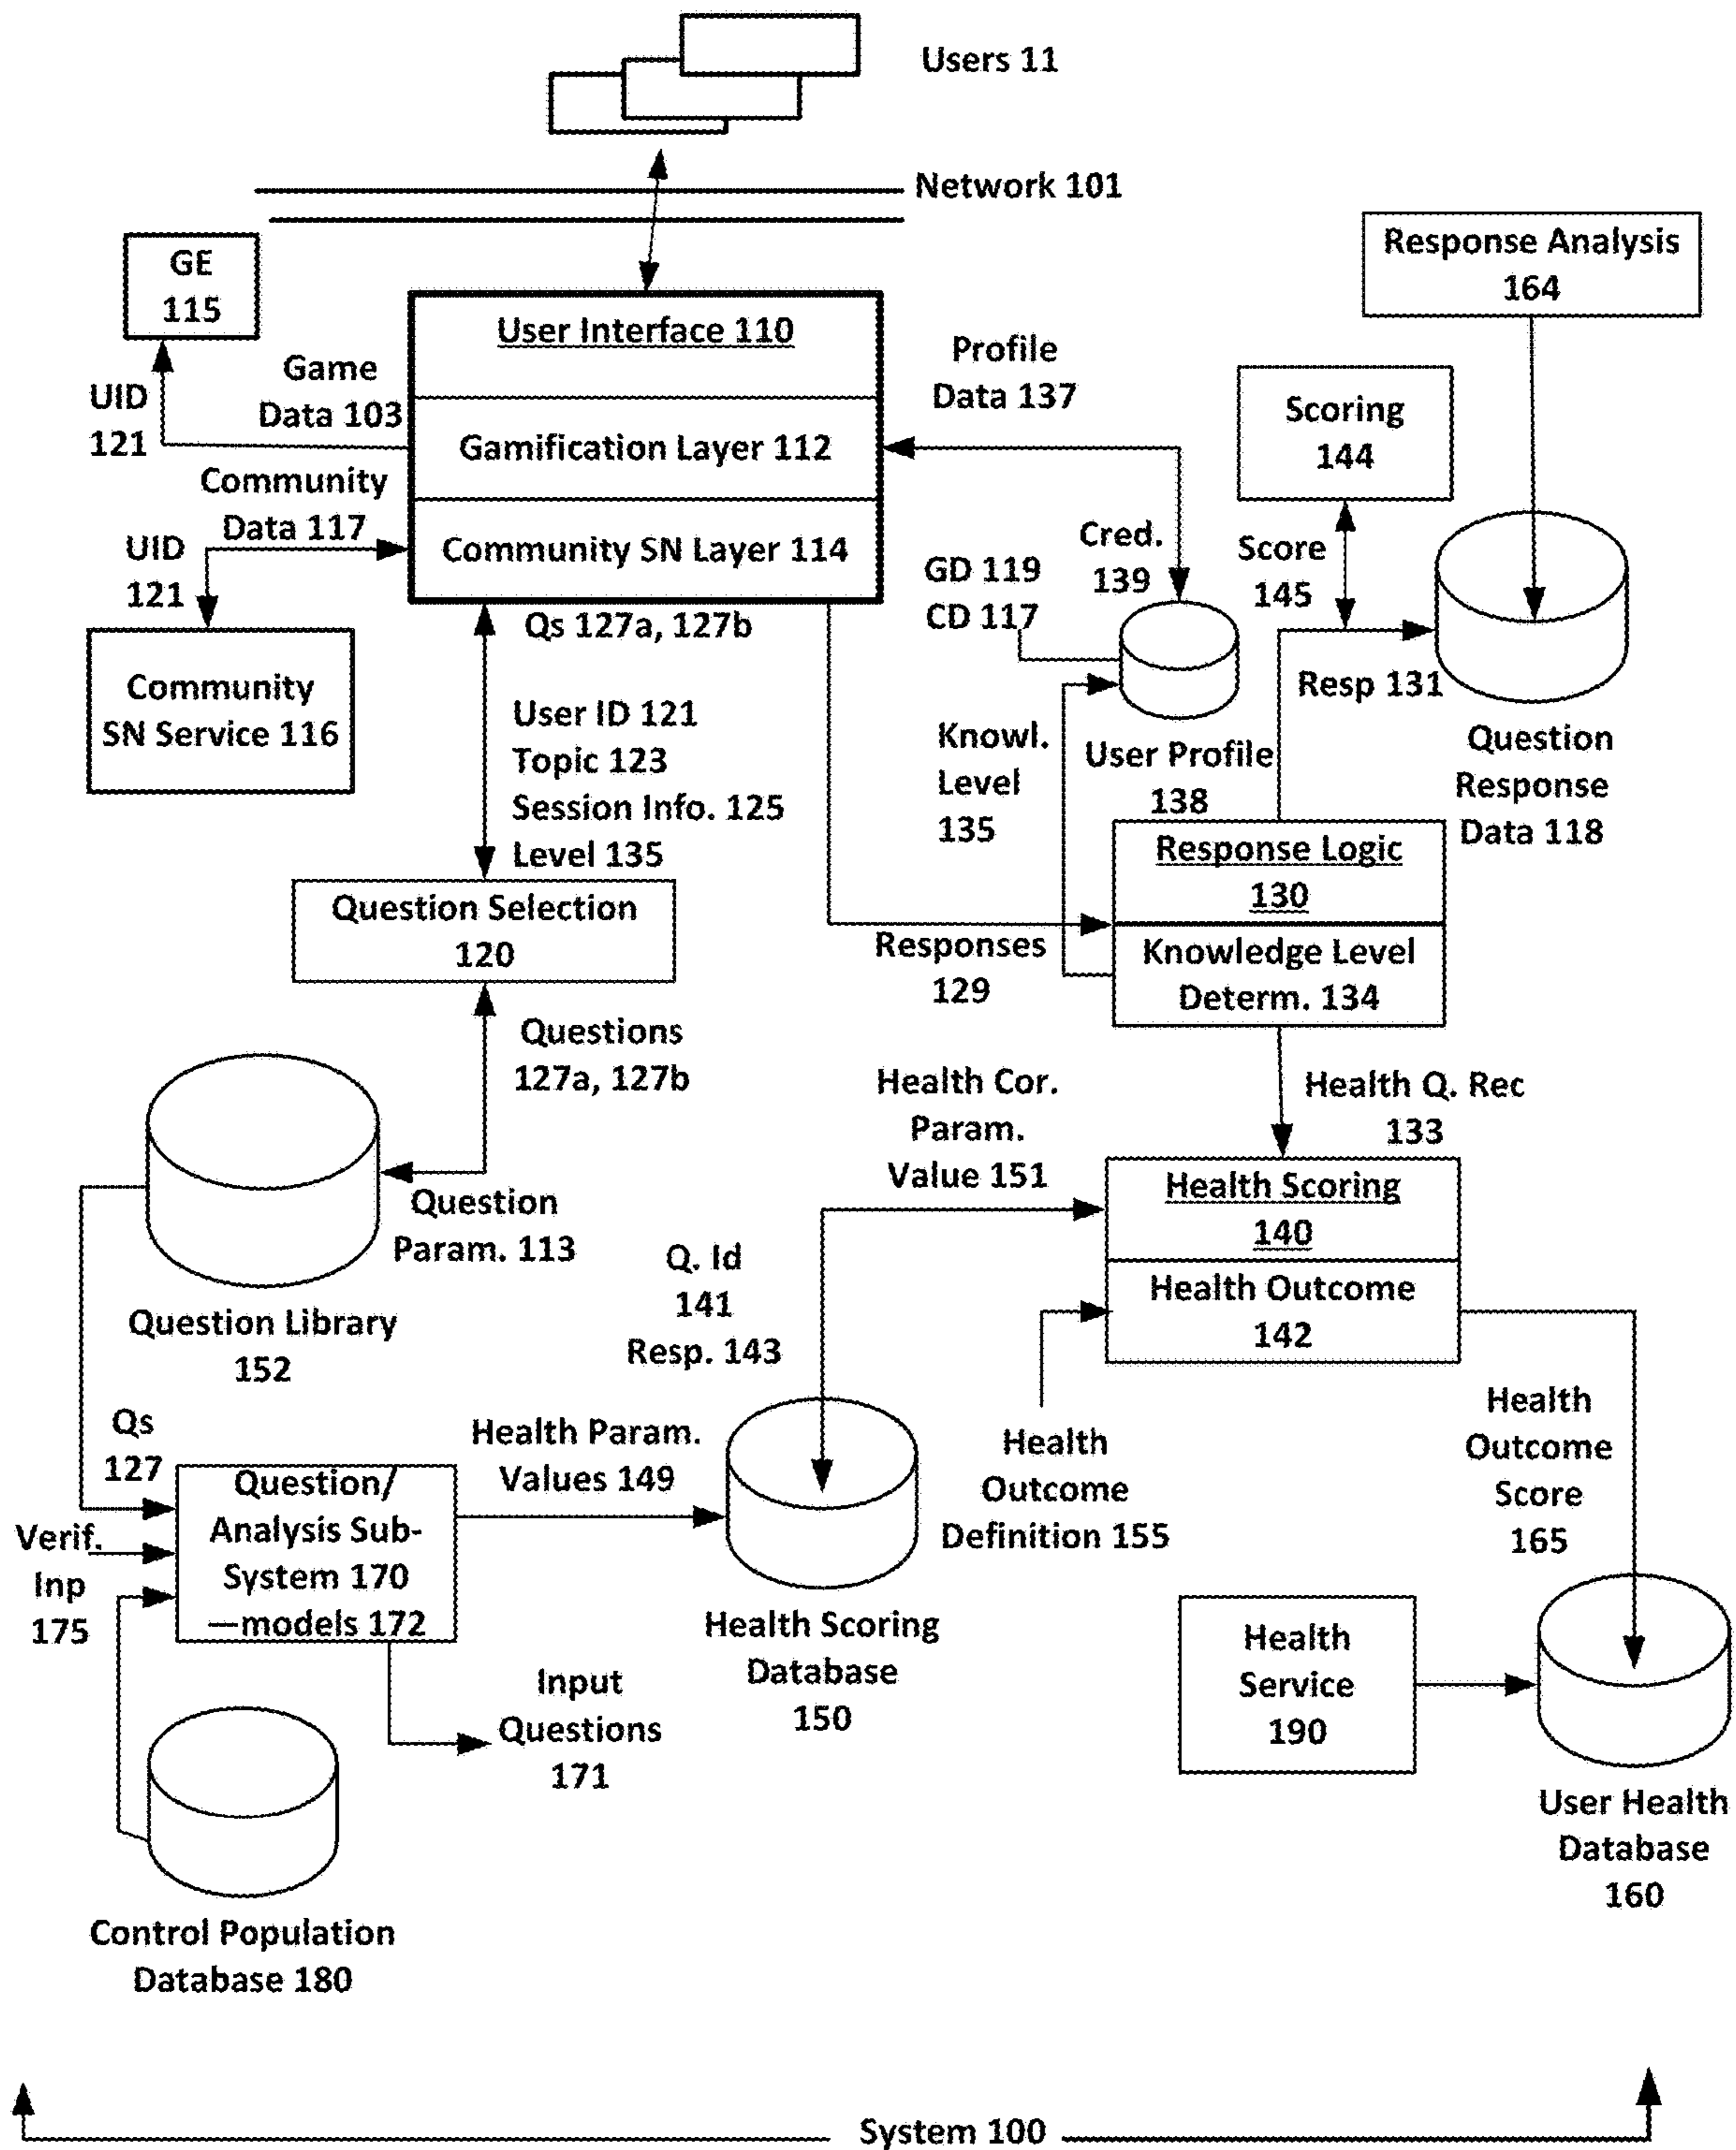 Users 11
Network 101
GE
115
Response Analysis
164
User Interface 110
Gamification Layer 112
Community SN Layer 114
Game
Data 103
UID
121
Community
Data 117
UID
121
Community
SN Service 116
Profile
Data 137
Scoring
144
Score
145
Cred.
139
GD 119
CD 117
Resp 131
Question
Response
Data 118
User Profile
138
Knowl.
Level
135
Qs 127a, 127b
User ID 121
Topic 123
Session Info. 125
Level 135
Question Selection
120
Responses
129
Response Logic
130
Knowledge Level
Determ. 134
Questions
127a, 127b
Question
Param. 113
Question Library
152
Health Cor.
Param.
Value 151
Health Q. Rec
133
Health Scoring
140
Health Outcome
142
Q. Id
141
Resp. 143
Qs
127
Verif.
Inp
175
Question/
Analysis Sub-
System 170
—models 172
Health Param.
Values 149
Health Scoring
Database
150
Health
Outcome
Definition 155
Health
Outcome
Score
165
Input
Questions
171
Health
Service
190
User Health
Database
160
Control Population
Database 180
System 100